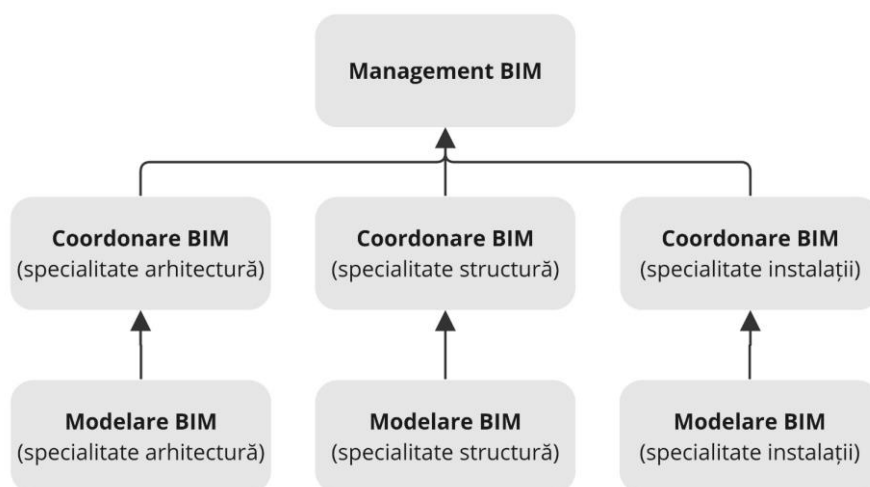 Management BIM
Coordonare BIM
(specialitate arhitectură)
Coordonare BIM
(specialitate structură)
Coordonare BIM
(specialitate instalații)
Modelare BIM
(specialitate arhitectură)
Modelare BIM
(specialitate structură)
Modelare BIM
(specialitate instalații)